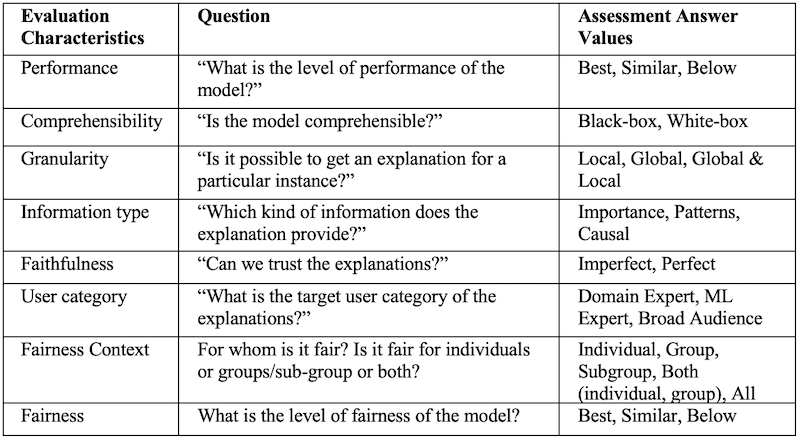 Evaluation Characteristics Question Assessment Answer Values
Performance “What is the level of performance of the model?” Best, Similar, Below
Comprehensibility “Is the model comprehensible?” Black-box, White-box
Granularity “Is it possible to get an explanation for a particular instance?” Local, Global, Global & Local
Information type “Which kind of information does the explanation provide?” Importance, Patterns, Causal
Faithfulness “Can we trust the explanations?” Imperfect, Perfect
User category “What is the target user category of the explanations?” Domain Expert, ML Expert, Broad Audience
Fairness Context For whom is it fair? Is it fair for individuals or groups/sub-group or both? Individual, Group, Subgroup, Both (individual, group), All
Fairness What is the level of fairness of the model? Best, Similar, Below